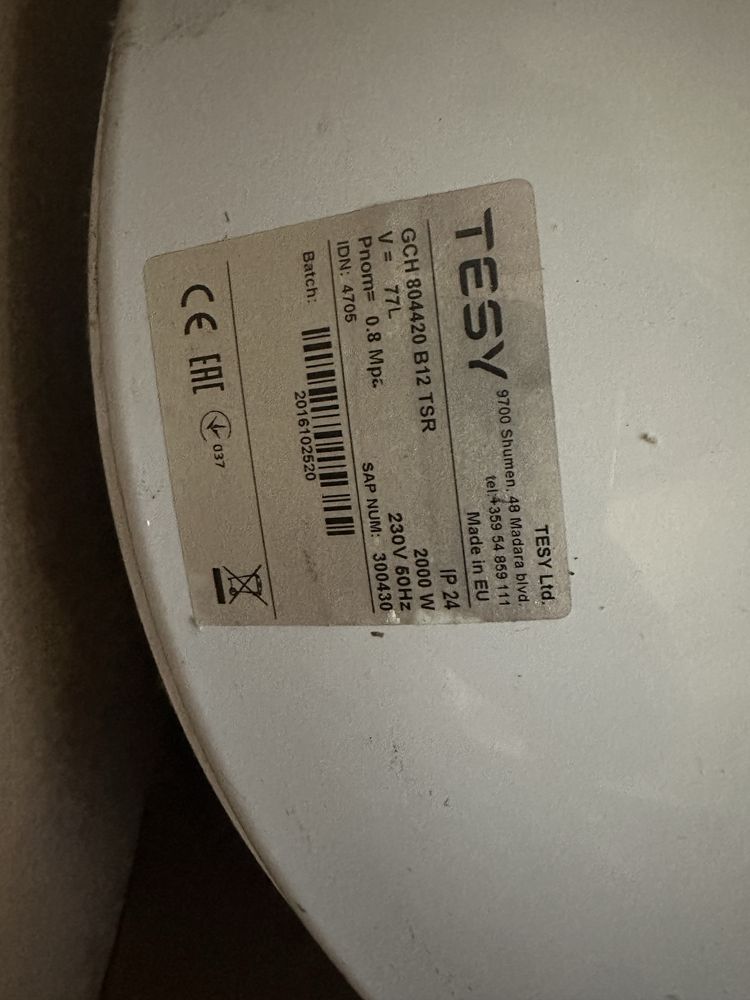 TESY
TESY Ltd.
9700 Shumen, 48 Madara blvd.
tel.+359 54 859 111
Made in EU
GCH 804420 B12 TSR
IP 24
V = 77L
2000 W
Pnom= 0.8 Mpa
230V 50Hz
IDN: 4705
SAP NUM: 300430
Batch:
2016102520
CE EAC 037